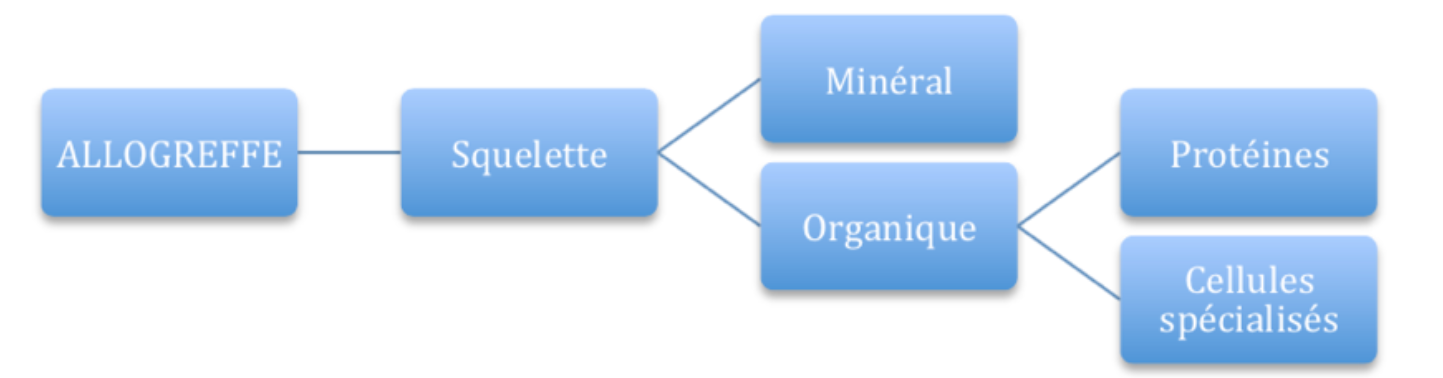 ALLOGREFFE
Squelette
Minéral
Organique
Protéines
Cellules
spécialisés